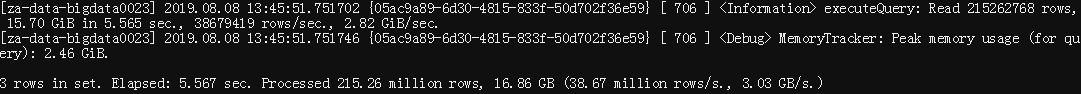 [za-data-bigdata0023] 2019.08.08 13:45:51.751702 {05ac9a89-6d30-4815-833f-50d702f36e59} [ 706 ] <Information> executeQuery: Read 215262768 rows,
15.70 GiB in 5.565 sec., 38679419 rows/sec., 2.82 GiB/sec.
[za-data-bigdata0023] 2019.08.08 13:45:51.751746 {05ac9a89-6d30-4815-833f-50d702f36e59} [ 706 ] <Debug> MemoryTracker: Peak memory usage (for qu
ery): 2.46 GiB.
3 rows in set. Elapsed: 5.567 sec. Processed 215.26 million rows, 16.86 GB (38.67 million rows/s., 3.03 GB/s.)